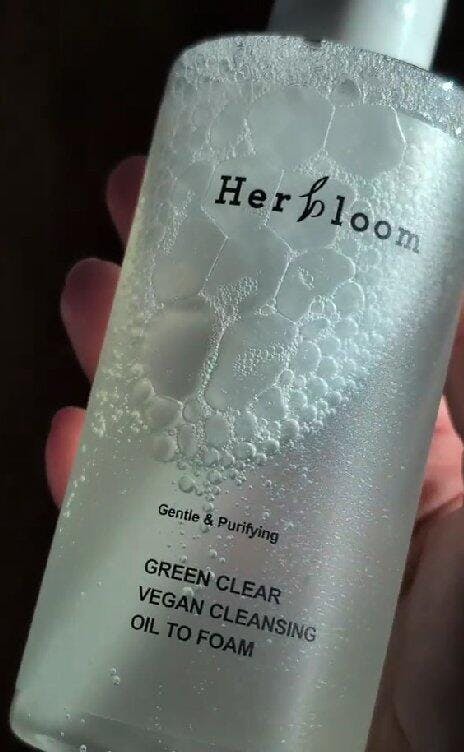 Herbloom
Gentle & Purifying
GREEN CLEAR
VEGAN CLEANSING
OIL TO FOAM